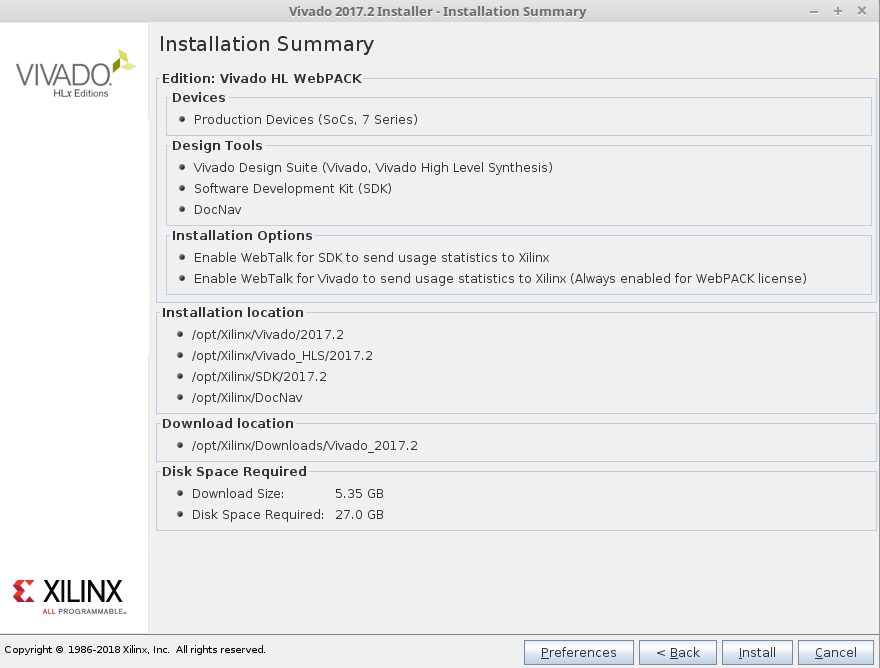 Vivado 2017.2 Installer - Installation Summary
VIVADO.
HLx Editions
Installation Summary
Edition: Vivado HL WebPACK
Devices
Production Devices (SoCs, 7 Series)
Design Tools
Vivado Design Suite (Vivado, Vivado High Level Synthesis)
Software Development Kit (SDK)
DocNav
Installation Options
Enable WebTalk for SDK to send usage statistics to Xilinx
Enable WebTalk for Vivado to send usage statistics to Xilinx (Always enabled for WebPACK license)
Installation location
/opt/Xilinx/Vivado/2017.2
/opt/Xilinx/Vivado_HLS/2017.2
/opt/Xilinx/SDK/2017.2
/opt/Xilinx/DocNav
Download location
/opt/Xilinx/Downloads/Vivado_2017.2
Disk Space Required
Download Size: 5.35 GB
Disk Space Required: 27.0 GB
XILINX
ALL PROGRAMMABLE™
Copyright © 1986-2018 Xilinx, Inc. All rights reserved.
Preferences < Back Install Cancel